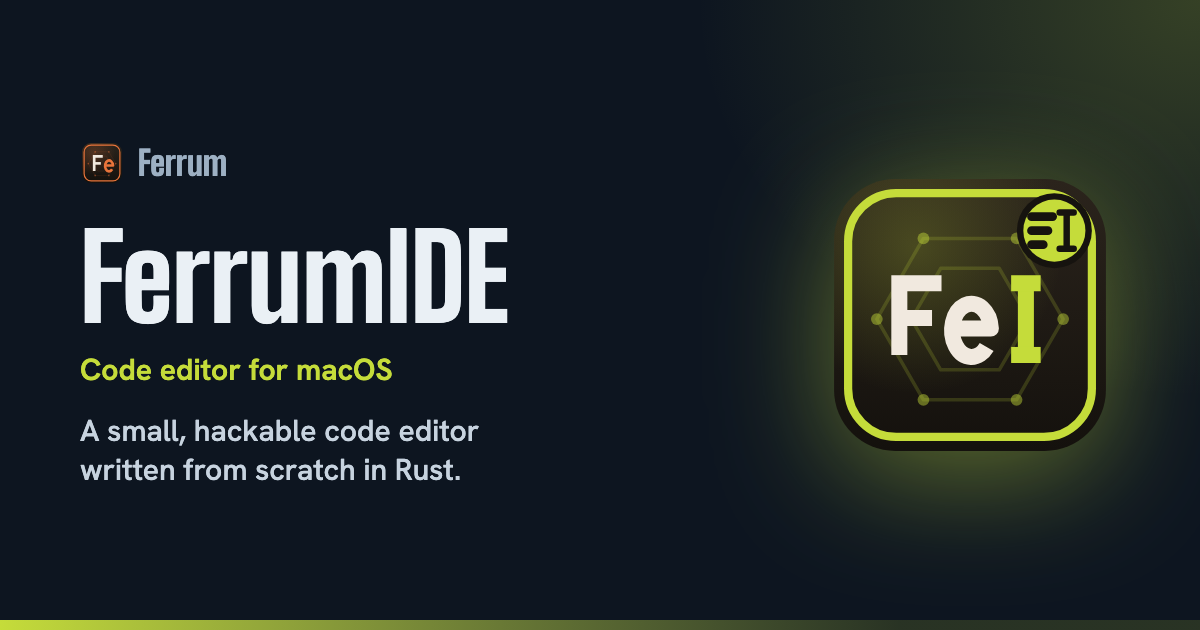 Fe Ferrum
FerrumIDE
Code editor for macOS
A small, hackable code editor
written from scratch in Rust.
FeI
I